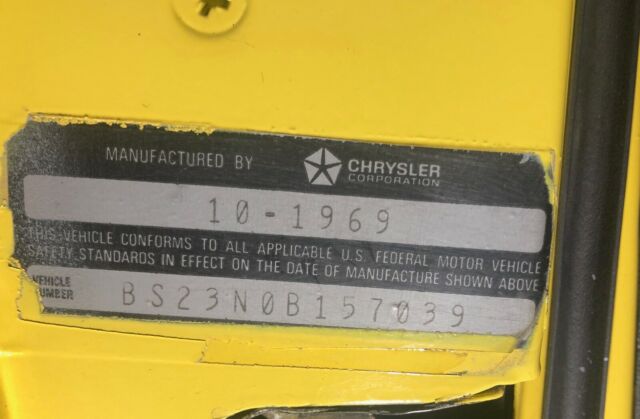 MANUFACTURED BY CHRYSLER CORPORATION
10-1969
THIS VEHICLE CONFORMS TO ALL APPLICABLE U.S. FEDERAL MOTOR VEHICLE
SAFETY STANDARDS IN EFFECT ON THE DATE OF MANUFACTURE SHOWN ABOVE
VEHICLE NUMBER BS23N0B157039